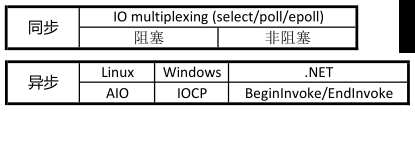 同步
IO multiplexing (select/poll/epoll)
阻塞 非阻塞
异步
Linux Windows .NET
AIO IOCP BeginInvoke/EndInvoke